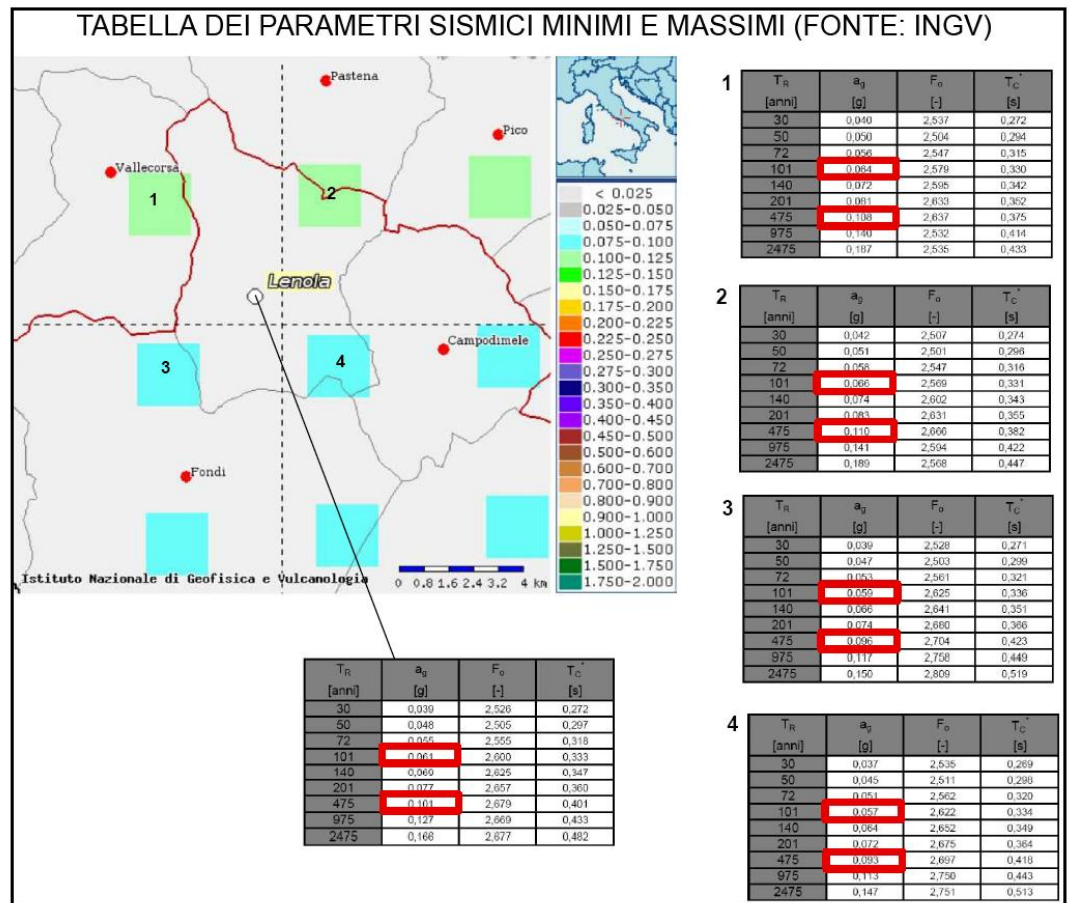 TABELLA DEI PARAMETRI SISMICI MINIMI E MASSIMI (FONTE: INGV)
Pastena
Pico
Vallecorsa
1
2
Lenola
Campodimele
3
4
Fondi
Istituto Nazionale di Geofisica e Vulcanologia
0 0.8 1.6 2.4 3.2 4 km
< 0.025
0.025-0.050
0.050-0.075
0.075-0.100
0.100-0.125
0.125-0.150
0.150-0.175
0.175-0.200
0.200-0.225
0.225-0.250
0.250-0.275
0.275-0.300
0.300-0.350
0.350-0.400
0.400-0.450
0.450-0.500
0.500-0.600
0.600-0.700
0.700-0.800
0.800-0.900
0.900-1.000
1.000-1.250
1.250-1.500
1.500-1.750
1.750-2.000
1
TR ag Fo TC*
[anni] [g] [-] [s]
30 0,040 2,537 0,272
50 0,050 2,504 0,294
72 0,056 2,547 0,315
101 0,064 2,579 0,330
140 0,072 2,595 0,342
201 0,081 2,633 0,352
475 0,108 2,637 0,375
975 0,140 2,532 0,414
2475 0,187 2,535 0,433
2
TR ag Fo TC*
[anni] [g] [-] [s]
30 0,042 2,507 0,274
50 0,051 2,501 0,296
72 0,058 2,547 0,316
101 0,066 2,569 0,331
140 0,074 2,602 0,343
201 0,083 2,631 0,355
475 0,110 2,666 0,382
975 0,141 2,594 0,422
2475 0,189 2,568 0,447
3
TR ag Fo TC*
[anni] [g] [-] [s]
30 0,039 2,528 0,271
50 0,047 2,503 0,299
72 0,053 2,561 0,321
101 0,059 2,625 0,336
140 0,066 2,641 0,351
201 0,074 2,680 0,366
475 0,096 2,704 0,423
975 0,117 2,758 0,449
2475 0,150 2,809 0,519
TR ag Fo TC*
[anni] [g] [-] [s]
30 0,039 2,526 0,272
50 0,048 2,505 0,297
72 0,055 2,555 0,318
101 0,061 2,600 0,333
140 0,069 2,625 0,347
201 0,077 2,657 0,360
475 0,101 2,679 0,401
975 0,127 2,669 0,433
2475 0,166 2,677 0,482
4
TR ag Fo TC*
[anni] [g] [-] [s]
30 0,037 2,535 0,269
50 0,045 2,511 0,298
72 0,051 2,562 0,320
101 0,057 2,622 0,334
140 0,064 2,652 0,349
201 0,072 2,675 0,364
475 0,093 2,697 0,418
975 0,113 2,750 0,443
2475 0,147 2,751 0,513